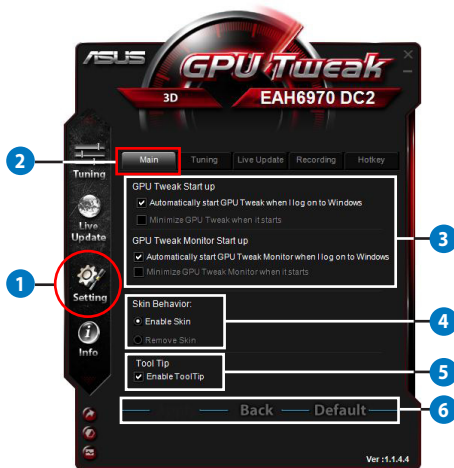 ASUS
GPU Tweak
3D
EAH6970 DC2
2
Main
Tuning
Live Update
Recording
Hotkey
Tuning
GPU Tweak Start up
Automatically start GPU Tweak when I log on to Windows
Minimize GPU Tweak when it starts
Live
Update
3
GPU Tweak Monitor Start up
Automatically start GPU Tweak Monitor when I log on to Windows
Minimize GPU Tweak Monitor when it starts
1
Setting
Skin Behavior:
Enable Skin
Remove Skin
4
i
Info
Tool Tip
Enable ToolTip
5
Back
Default
6
Ver :1.1.4.4